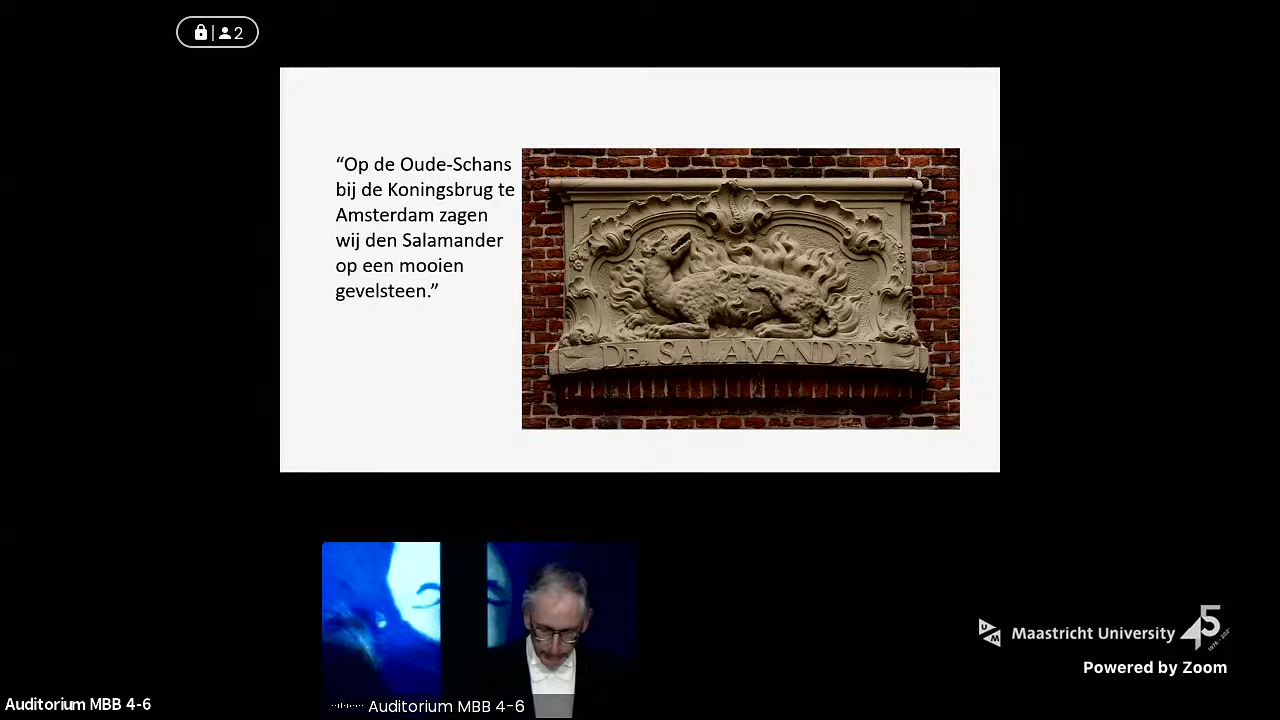 2
“Op de Oude-Schans
bij de Koningsbrug te
Amsterdam zagen
wij den Salamander
op een mooien
gevelsteen.”
DE SALAMANDER
Maastricht University 45
Powered by Zoom
Auditorium MBB 4-6
Auditorium MBB 4-6